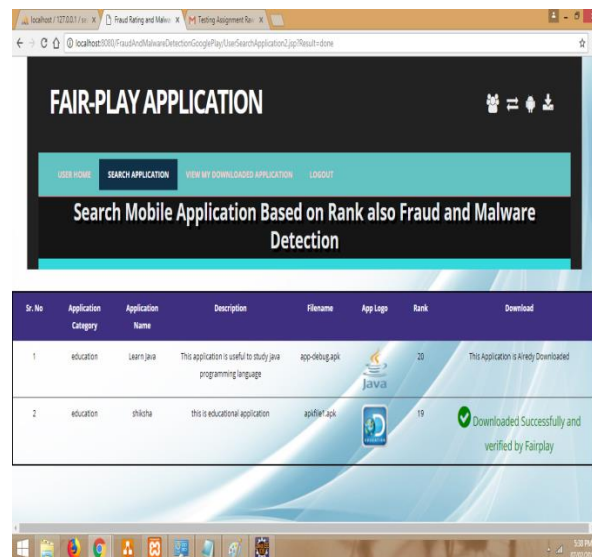 localhost / 127.0.0.1 / Fraud Rating and Malwa Testing Assignment
localhost:8080/FraudAndMalwareDetectionGooglePlay/UserSearchApplication2.jsp?Result=done
FAIR-PLAY APPLICATION
USER HOME SEARCH APPLICATION VIEW MY DOWNLOADED APPLICATION LOGOUT
Search Mobile Application Based on Rank also Fraud and Malware
Detection
Sr. No Application Application Description Filename App Logo Rank Download
Category Name
1 education Learn Java This application is useful to study java app-debug.apk 20 This Application is Alredy Downloaded
programming language
Java
2 education shiksha this is educational application apkfile1.apk 19 Downloaded Successfully and
verified by Fairplay
5:30 PM